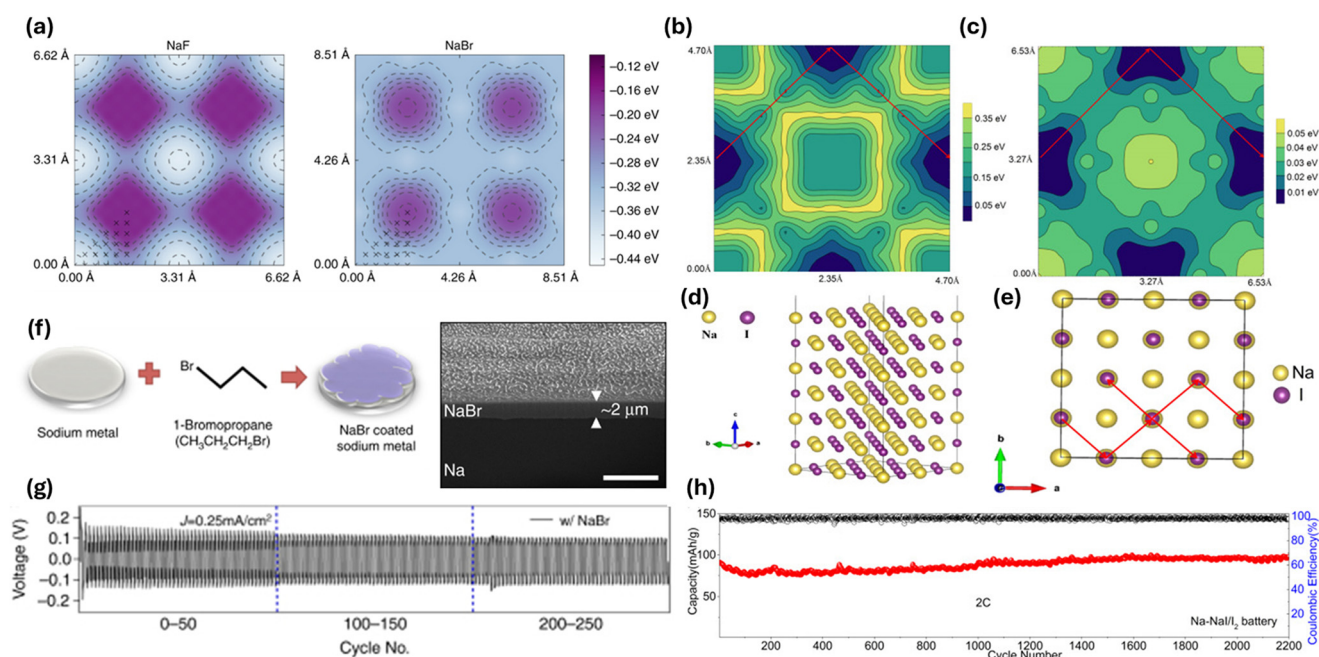 (a)
NaF
NaBr
6.62 Å
3.31 Å
0.00 Å
0.00 Å 3.31 Å 6.62 Å
8.51 Å
4.26 Å
0.00 Å
0.00 Å 4.26 Å 8.51 Å
−0.12 eV
−0.16 eV
−0.20 eV
−0.24 eV
−0.28 eV
−0.32 eV
−0.36 eV
−0.40 eV
−0.44 eV
(b)
4.70Å
2.35Å
0.00Å
2.35Å 4.70Å
0.35 eV
0.25 eV
0.15 eV
0.05 eV
(c)
6.53Å
3.27Å
0.00Å
3.27Å 6.53Å
0.05 eV
0.04 eV
0.03 eV
0.02 eV
0.01 eV
(d)
Na I
c
b a
(e)
Na
I
b
a
(f)
Br
Sodium metal
1-Bromopropane
(CH₃CH₂CH₂Br)
NaBr coated
sodium metal
NaBr
~2 μm
Na
(g)
J=0.25mA/cm²
w/ NaBr
Voltage (V)
0.2
0.1
0.0
−0.1
−0.2
0–50 100–150 200–250
Cycle No.
(h)
Capacity(mAh/g)
150
100
50
2C
Na-NaI/I₂ battery
100
80
60
40
20
Coulombic Efficiency(%)
200 400 600 800 1000 1200 1400 1600 1800 2000 2200
Cycle Number